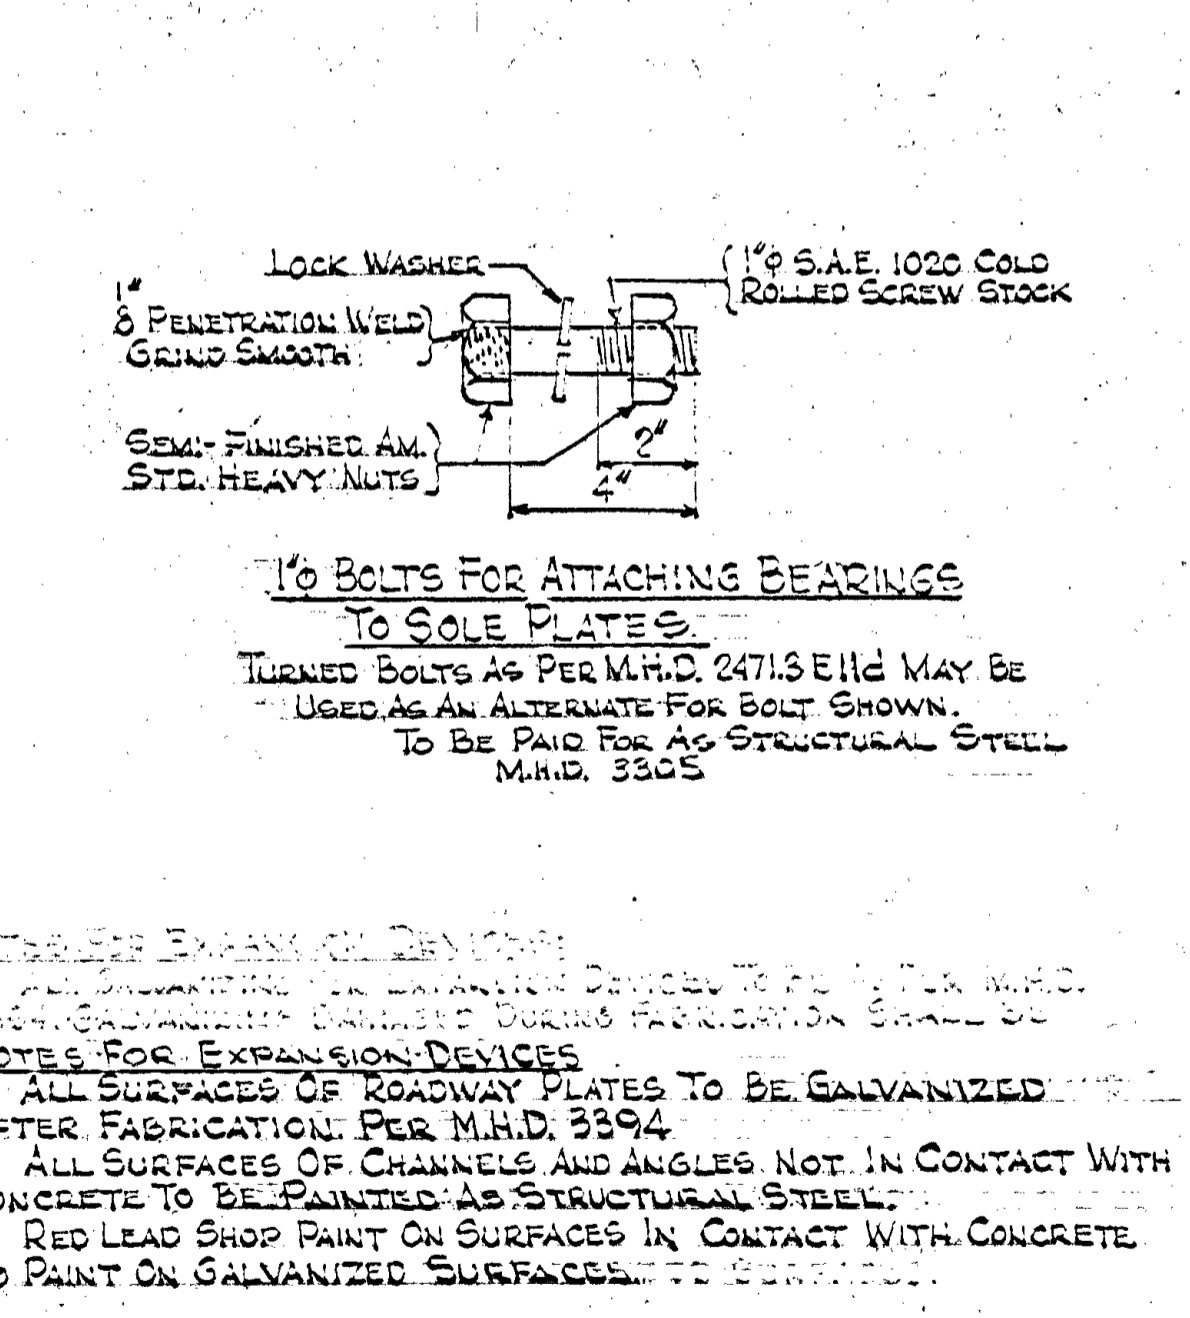 LOCK WASHER
1"φ S.A.E. 1020 COLD
ROLLED SCREW STOCK
PENETRATION WELD
GRIND SMOOTH
SEMI-FINISHED AM.
STD. HEAVY NUTS
2"
4"
1"φ BOLTS FOR ATTACHING BEARINGS
TO SOLE PLATES.
TURNED BOLTS AS PER M.H.D. 2471.3 E11d MAY BE
USED AS AN ALTERNATE FOR BOLT SHOWN.
TO BE PAID FOR AS STRUCTURAL STEEL
M.H.D. 3305
DURING FABRICATION SHALL BE
OTES FOR EXPANSION DEVICES
ALL SURFACES OF ROADWAY PLATES TO BE GALVANIZED
FTER FABRICATION PER M.H.D. 3394
ALL SURFACES OF CHANNELS AND ANGLES NOT IN CONTACT WITH
ONCRETE TO BE PAINTED AS STRUCTURAL STEEL.
RED LEAD SHOP PAINT ON SURFACES IN CONTACT WITH CONCRETE
O PAINT ON GALVANIZED SURFACES.